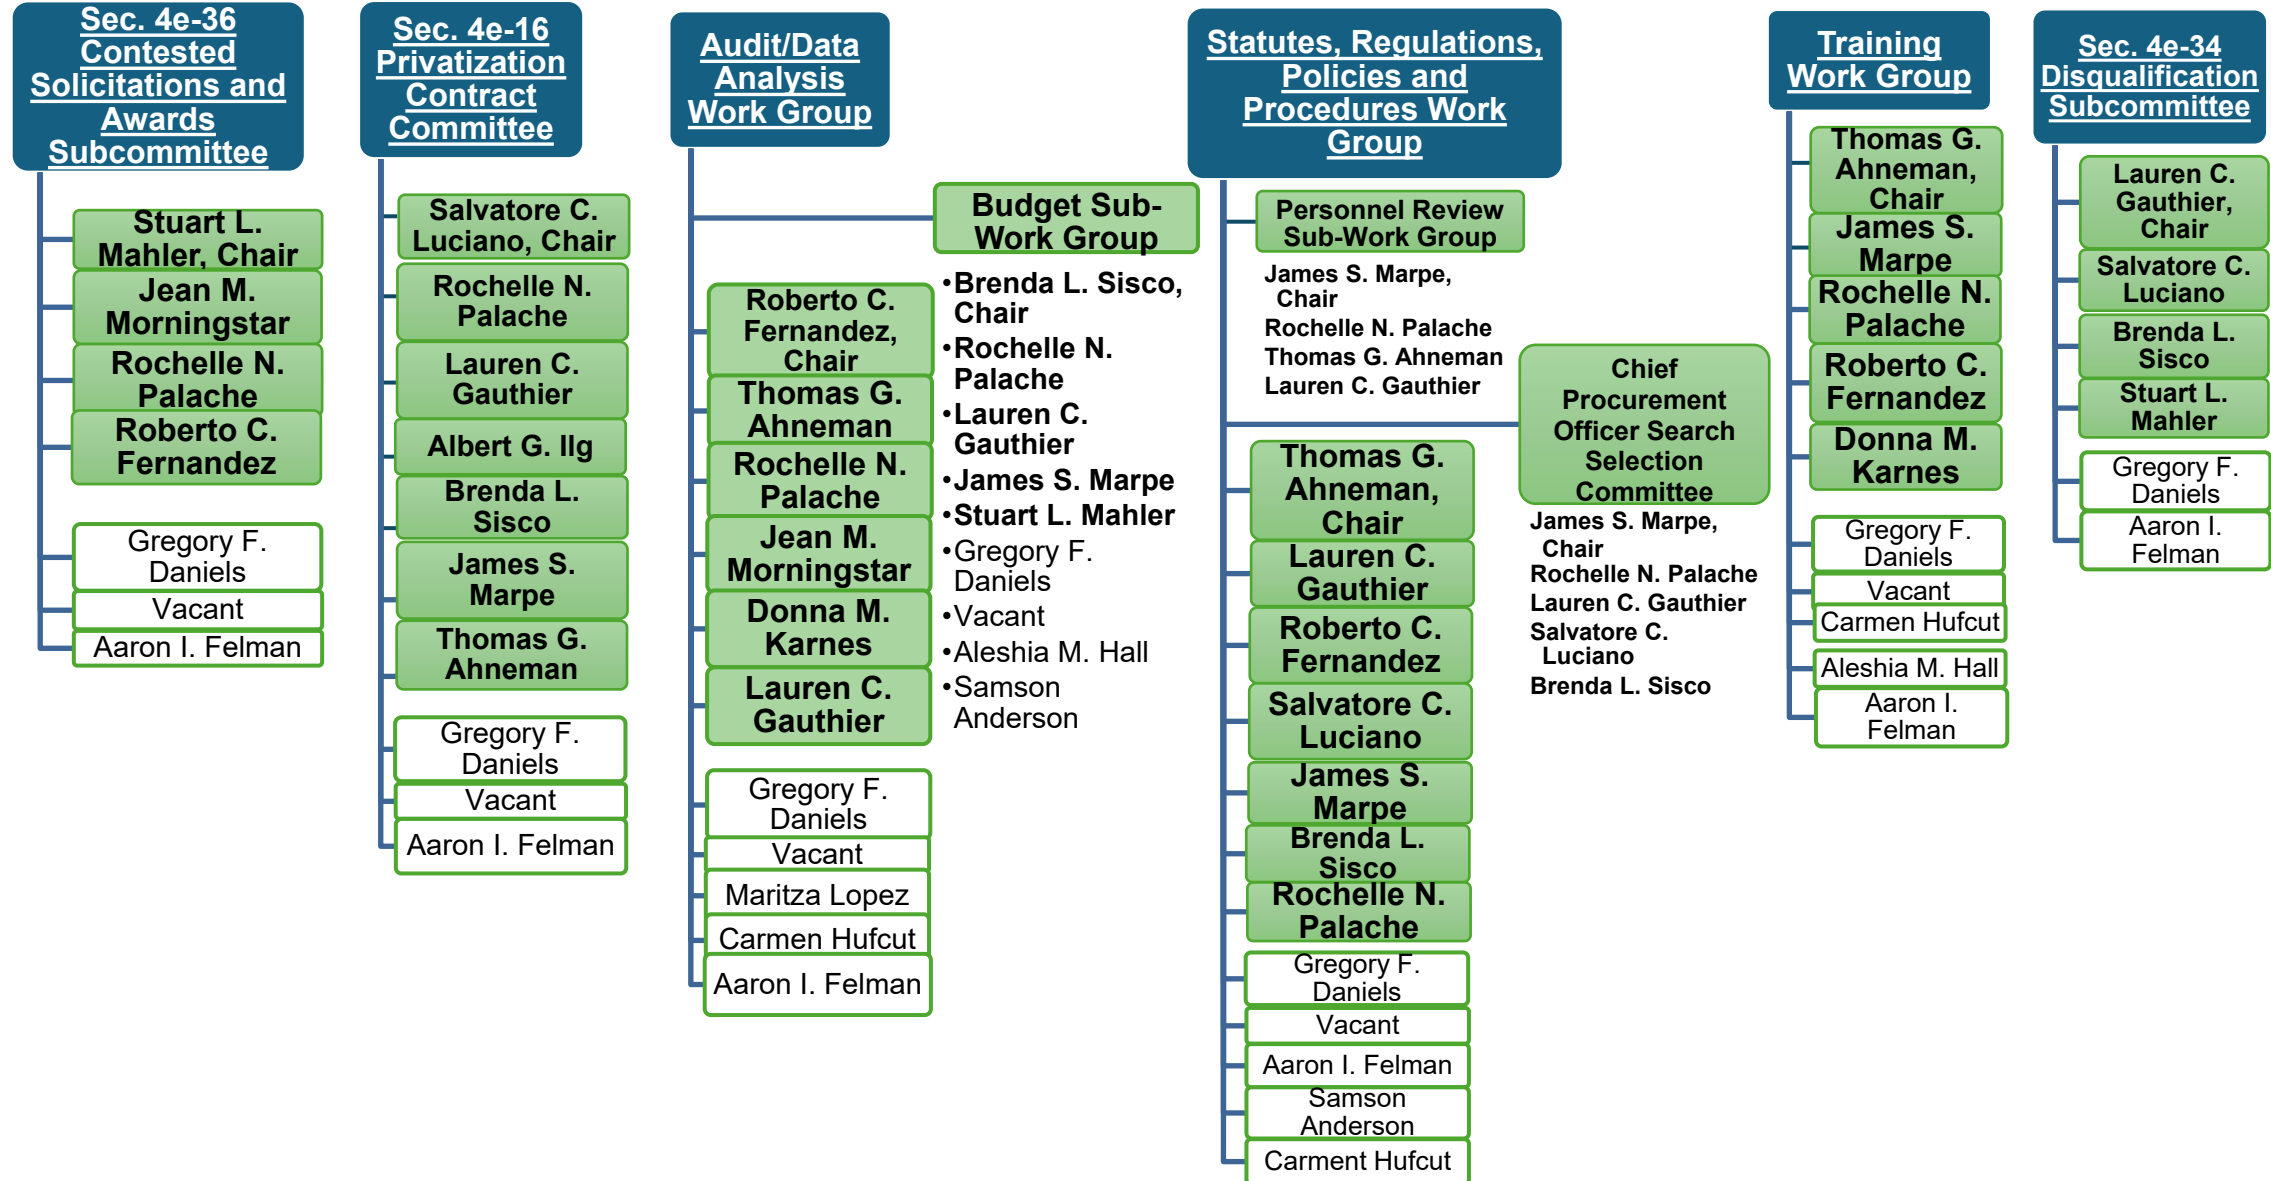 Sec. 4e-36
Contested
Solicitations and
Awards
Subcommittee
Stuart L.
Mahler, Chair
Jean M.
Morningstar
Rochelle N.
Palache
Roberto C.
Fernandez
Gregory F.
Daniels
Vacant
Aaron I. Felman
Sec. 4e-16
Privatization
Contract
Committee
Salvatore C.
Luciano, Chair
Rochelle N.
Palache
Lauren C.
Gauthier
Albert G. Ilg
Brenda L.
Sisco
James S.
Marpe
Thomas G.
Ahneman
Gregory F.
Daniels
Vacant
Aaron I. Felman
Audit/Data
Analysis
Work Group
Budget Sub-
Work Group
•Brenda L. Sisco,
Chair
•Rochelle N.
Palache
•Lauren C.
Gauthier
•James S. Marpe
•Stuart L. Mahler
•Gregory F.
Daniels
•Vacant
•Aleshia M. Hall
•Samson
Anderson
Roberto C.
Fernandez,
Chair
Thomas G.
Ahneman
Rochelle N.
Palache
Jean M.
Morningstar
Donna M.
Karnes
Lauren C.
Gauthier
Gregory F.
Daniels
Vacant
Maritza Lopez
Carmen Hufcut
Aaron I. Felman
Statutes, Regulations,
Policies and
Procedures Work
Group
Personnel Review
Sub-Work Group
James S. Marpe,
Chair
Rochelle N. Palache
Thomas G. Ahneman
Lauren C. Gauthier
Chief
Procurement
Officer Search
Selection
Committee
James S. Marpe,
Chair
Rochelle N. Palache
Lauren C. Gauthier
Salvatore C.
Luciano
Brenda L. Sisco
Thomas G.
Ahneman,
Chair
Lauren C.
Gauthier
Roberto C.
Fernandez
Salvatore C.
Luciano
James S.
Marpe
Brenda L.
Sisco
Rochelle N.
Palache
Gregory F.
Daniels
Vacant
Aaron I. Felman
Samson
Anderson
Carment Hufcut
Training
Work Group
Thomas G.
Ahneman,
Chair
James S.
Marpe
Rochelle N.
Palache
Roberto C.
Fernandez
Donna M.
Karnes
Gregory F.
Daniels
Vacant
Carmen Hufcut
Aleshia M. Hall
Aaron I.
Felman
Sec. 4e-34
Disqualification
Subcommittee
Lauren C.
Gauthier,
Chair
Salvatore C.
Luciano
Brenda L.
Sisco
Stuart L.
Mahler
Gregory F.
Daniels
Aaron I.
Felman